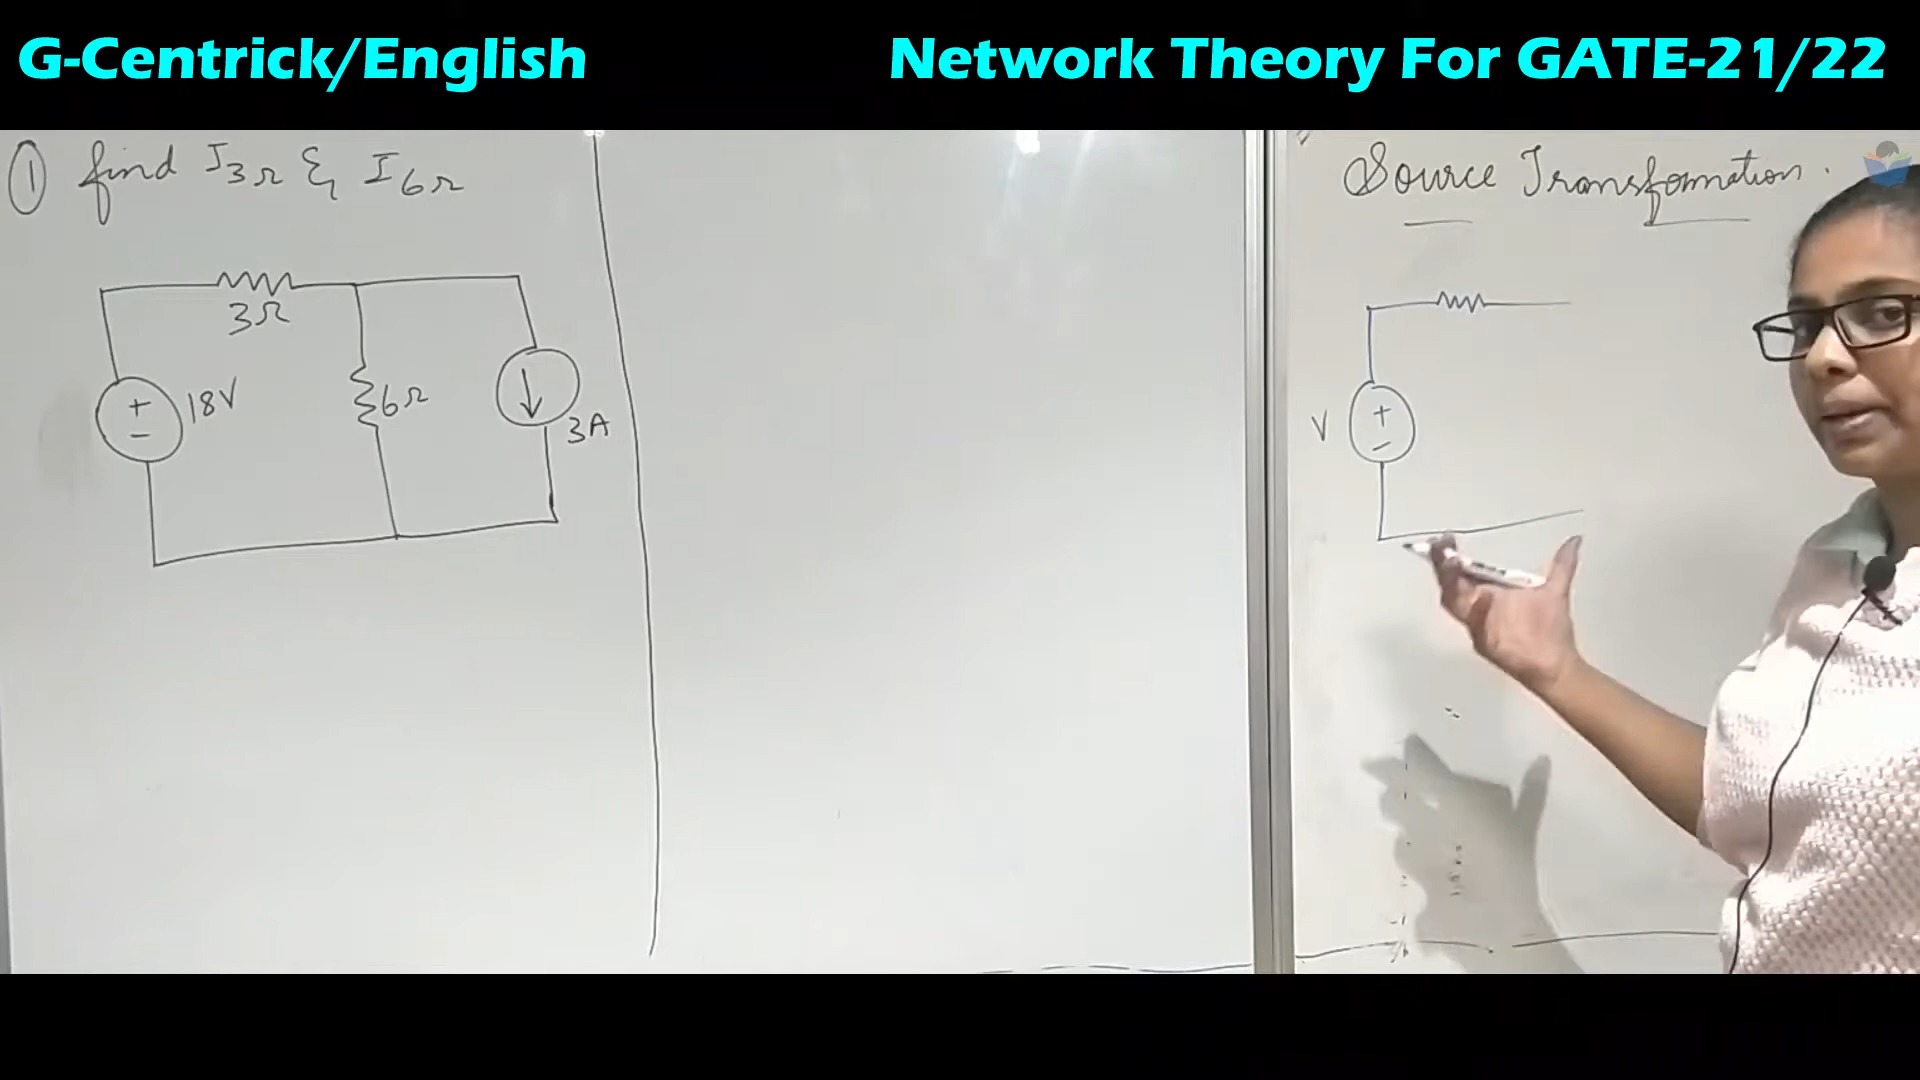 G-Centrick/English
Network Theory For GATE-21/22
① find I3Ω & I6Ω
3Ω
+
-
18V
6Ω
3A
Source Transformation.
V
+
-